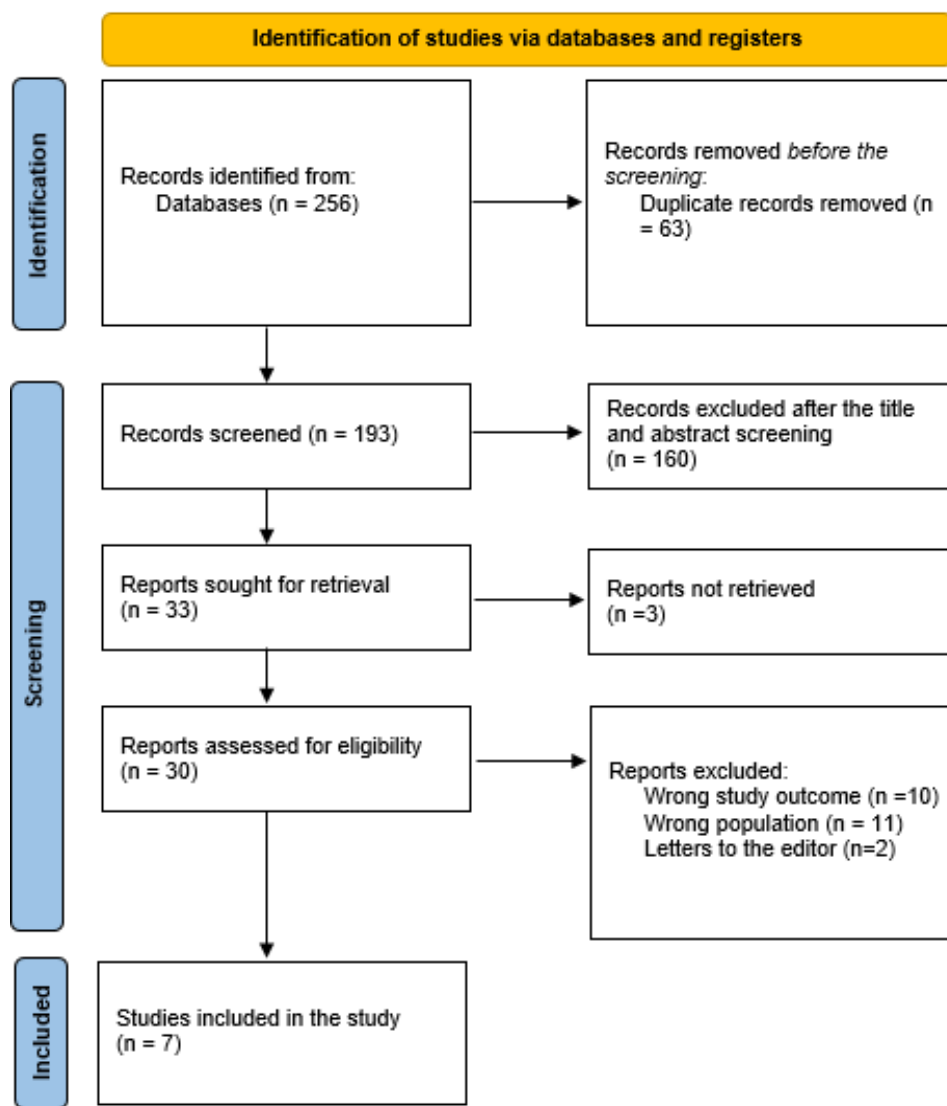 Identification of studies via databases and registers
Identification
Records identified from:
Databases (n = 256)
Records removed before the
screening:
Duplicate records removed (n
= 63)
Screening
Records screened (n = 193)
Records excluded after the title
and abstract screening
(n = 160)
Reports sought for retrieval
(n = 33)
Reports not retrieved
(n =3)
Reports assessed for eligibility
(n = 30)
Reports excluded:
Wrong study outcome (n =10)
Wrong population (n = 11)
Letters to the editor (n=2)
Included
Studies included in the study
(n = 7)